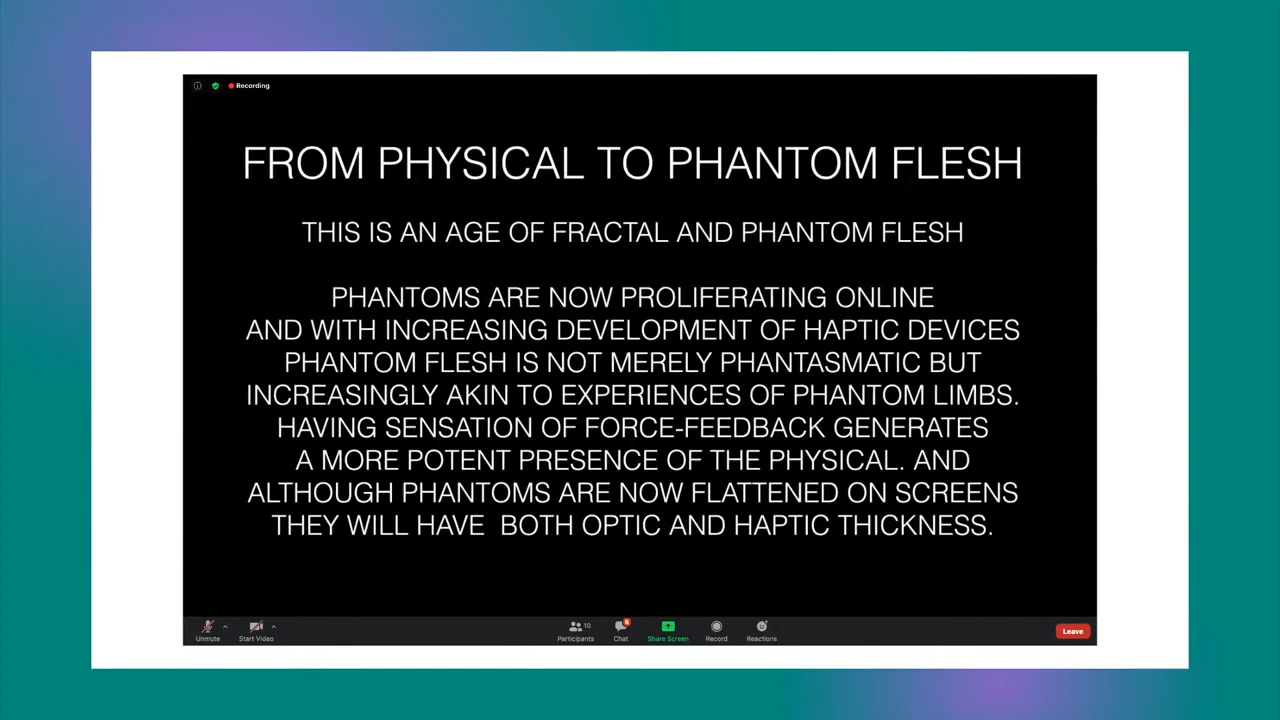 Recording
FROM PHYSICAL TO PHANTOM FLESH
THIS IS AN AGE OF FRACTAL AND PHANTOM FLESH
PHANTOMS ARE NOW PROLIFERATING ONLINE
AND WITH INCREASING DEVELOPMENT OF HAPTIC DEVICES
PHANTOM FLESH IS NOT MERELY PHANTASMATIC BUT
INCREASINGLY AKIN TO EXPERIENCES OF PHANTOM LIMBS.
HAVING SENSATION OF FORCE-FEEDBACK GENERATES
A MORE POTENT PRESENCE OF THE PHYSICAL. AND
ALTHOUGH PHANTOMS ARE NOW FLATTENED ON SCREENS
THEY WILL HAVE  BOTH OPTIC AND HAPTIC THICKNESS.
10
Unmute Start Video Participants Chat Share Screen Record Reactions Leave